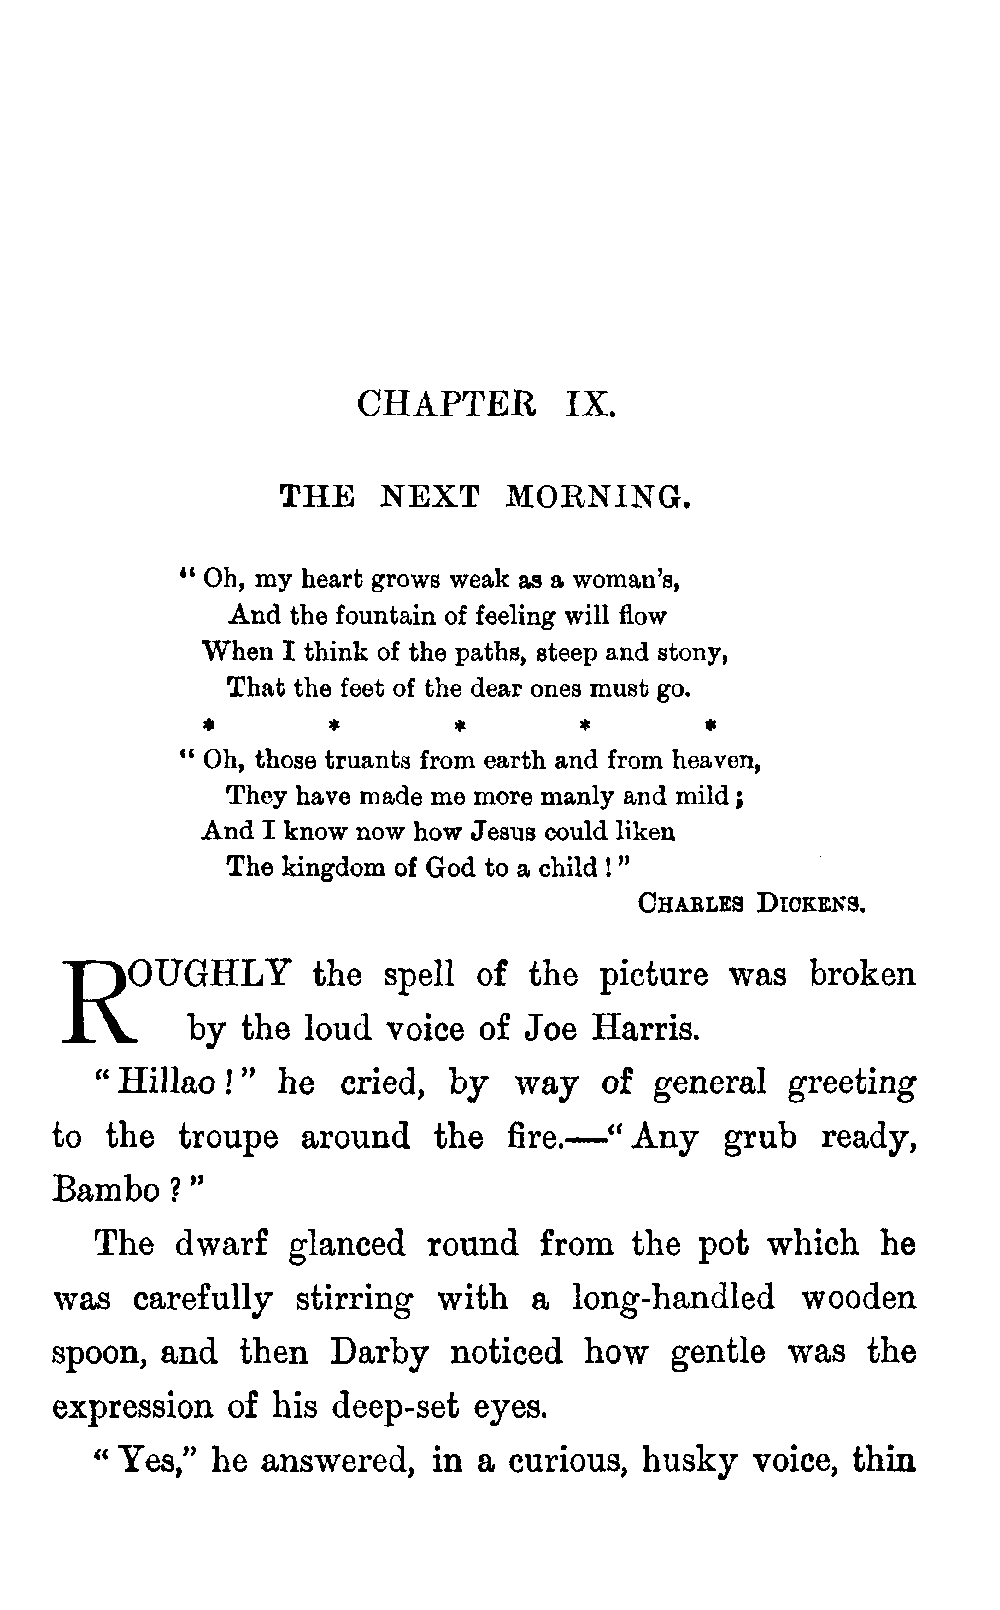 CHAPTER IX.
THE NEXT MORNING.
" Oh, my heart grows weak as a woman's,
And the fountain of feeling will flow
When I think of the paths, steep and stony,
That the feet of the dear ones must go.
* * * * *
" Oh, those truants from earth and from heaven,
They have made me more manly and mild ;
And I know now how Jesus could liken
The kingdom of God to a child ! "
CHARLES DICKENS.
ROUGHLY the spell of the picture was broken
by the loud voice of Joe Harris.
" Hillao ! " he cried, by way of general greeting
to the troupe around the fire.—" Any grub ready,
Bambo ? "
The dwarf glanced round from the pot which he
was carefully stirring with a long-handled wooden
spoon, and then Darby noticed how gentle was the
expression of his deep-set eyes.
" Yes," he answered, in a curious, husky voice, thin